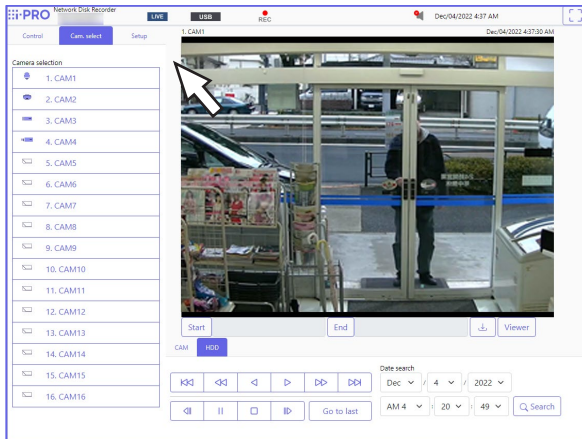 i-PRO Network Disk Recorder
LIVE
USB
REC
Dec/04/2022 4:37 AM
Control
Cam. select
Setup
1. CAM1
Dec/04/2022 4:37:30 AM
Camera selection
1. CAM1
2. CAM2
3. CAM3
4. CAM4
5. CAM5
6. CAM6
7. CAM7
8. CAM8
9. CAM9
10. CAM10
11. CAM11
12. CAM12
13. CAM13
14. CAM14
15. CAM15
16. CAM16
Start
End
Viewer
CAM
HDD
Date search
Dec / 4 / 2022
Go to last
AM 4 : 20 : 49
Search